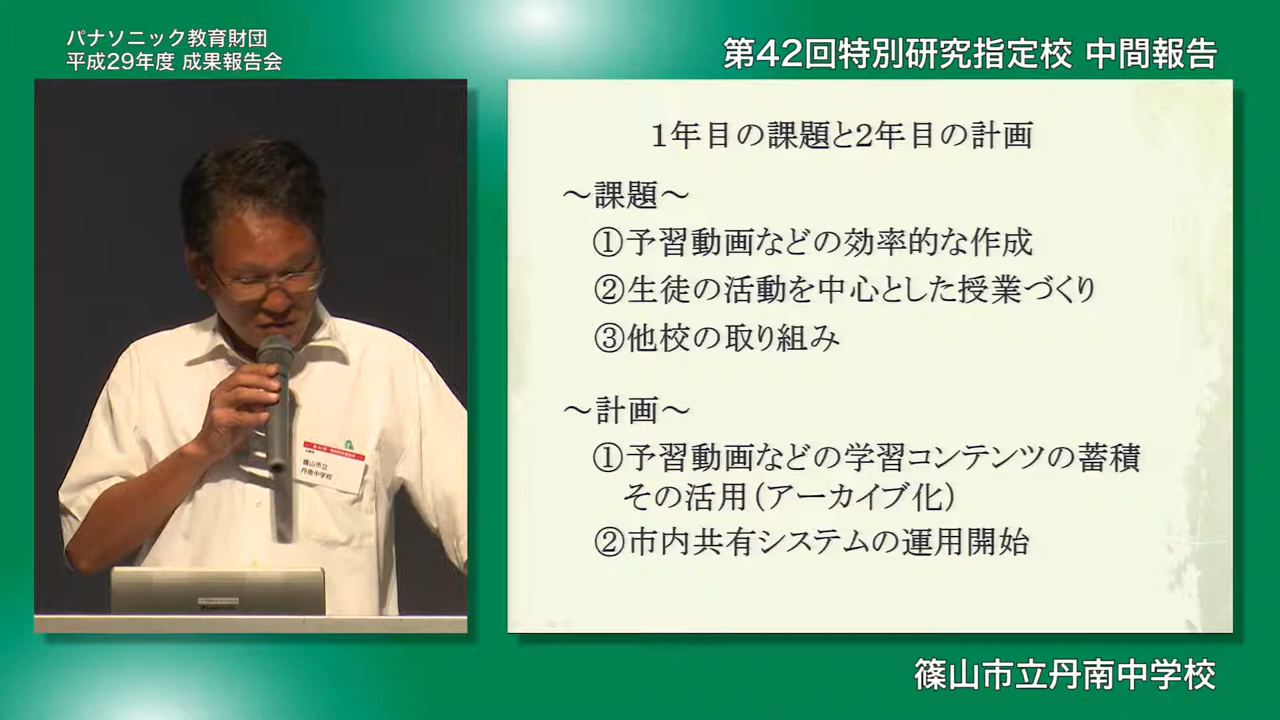 パナソニック教育財団
平成29年度 成果報告会
第42回特別研究指定校 中間報告
1年目の課題と2年目の計画
～課題～
①予習動画などの効率的な作成
②生徒の活動を中心とした授業づくり
③他校の取り組み
～計画～
①予習動画などの学習コンテンツの蓄積
その活用（アーカイブ化）
②市内共有システムの運用開始
篠山市立
丹南中学校
篠山市立丹南中学校